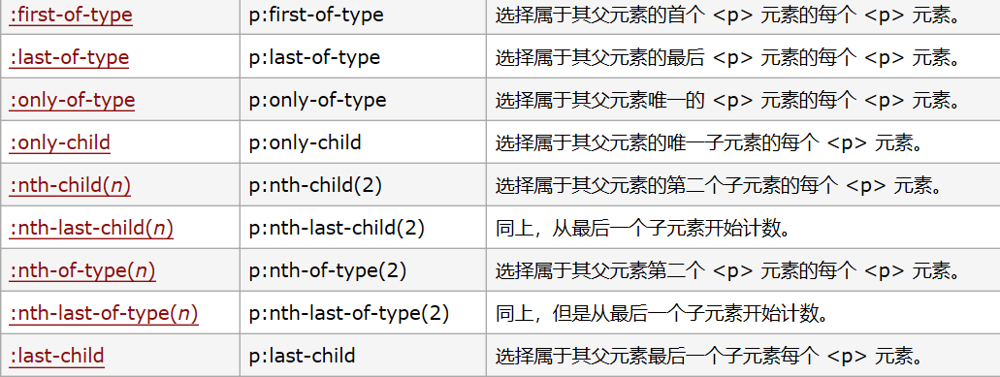 :first-of-type p:first-of-type 选择属于其父元素的首个 <p> 元素的每个 <p> 元素。
:last-of-type p:last-of-type 选择属于其父元素的最后 <p> 元素的每个 <p> 元素。
:only-of-type p:only-of-type 选择属于其父元素唯一的 <p> 元素的每个 <p> 元素。
:only-child p:only-child 选择属于其父元素的唯一子元素的每个 <p> 元素。
:nth-child(n) p:nth-child(2) 选择属于其父元素的第二个子元素的每个 <p> 元素。
:nth-last-child(n) p:nth-last-child(2) 同上，从最后一个子元素开始计数。
:nth-of-type(n) p:nth-of-type(2) 选择属于其父元素第二个 <p> 元素的每个 <p> 元素。
:nth-last-of-type(n) p:nth-last-of-type(2) 同上，但是从最后一个子元素开始计数。
:last-child p:last-child 选择属于其父元素最后一个子元素每个 <p> 元素。